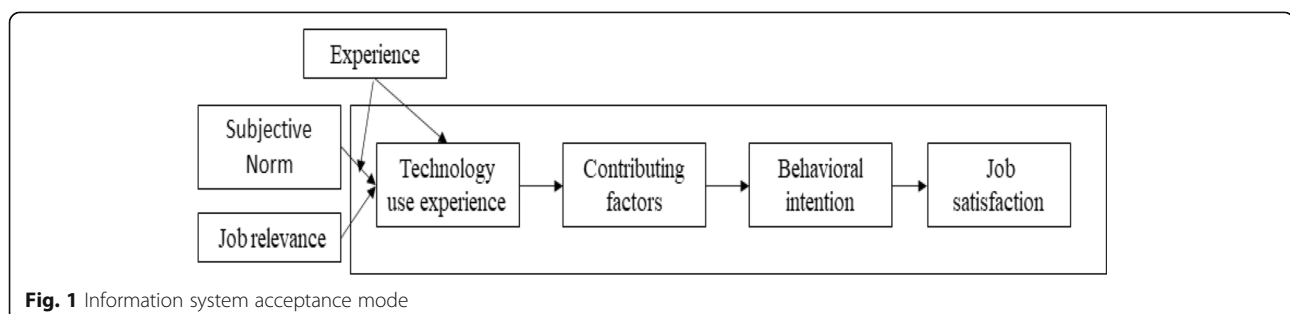 Experience
Subjective
Norm
Job relevance
Technology
use experience
Contributing
factors
Behavioral
intention
Job
satisfaction
Fig. 1 Information system acceptance mode